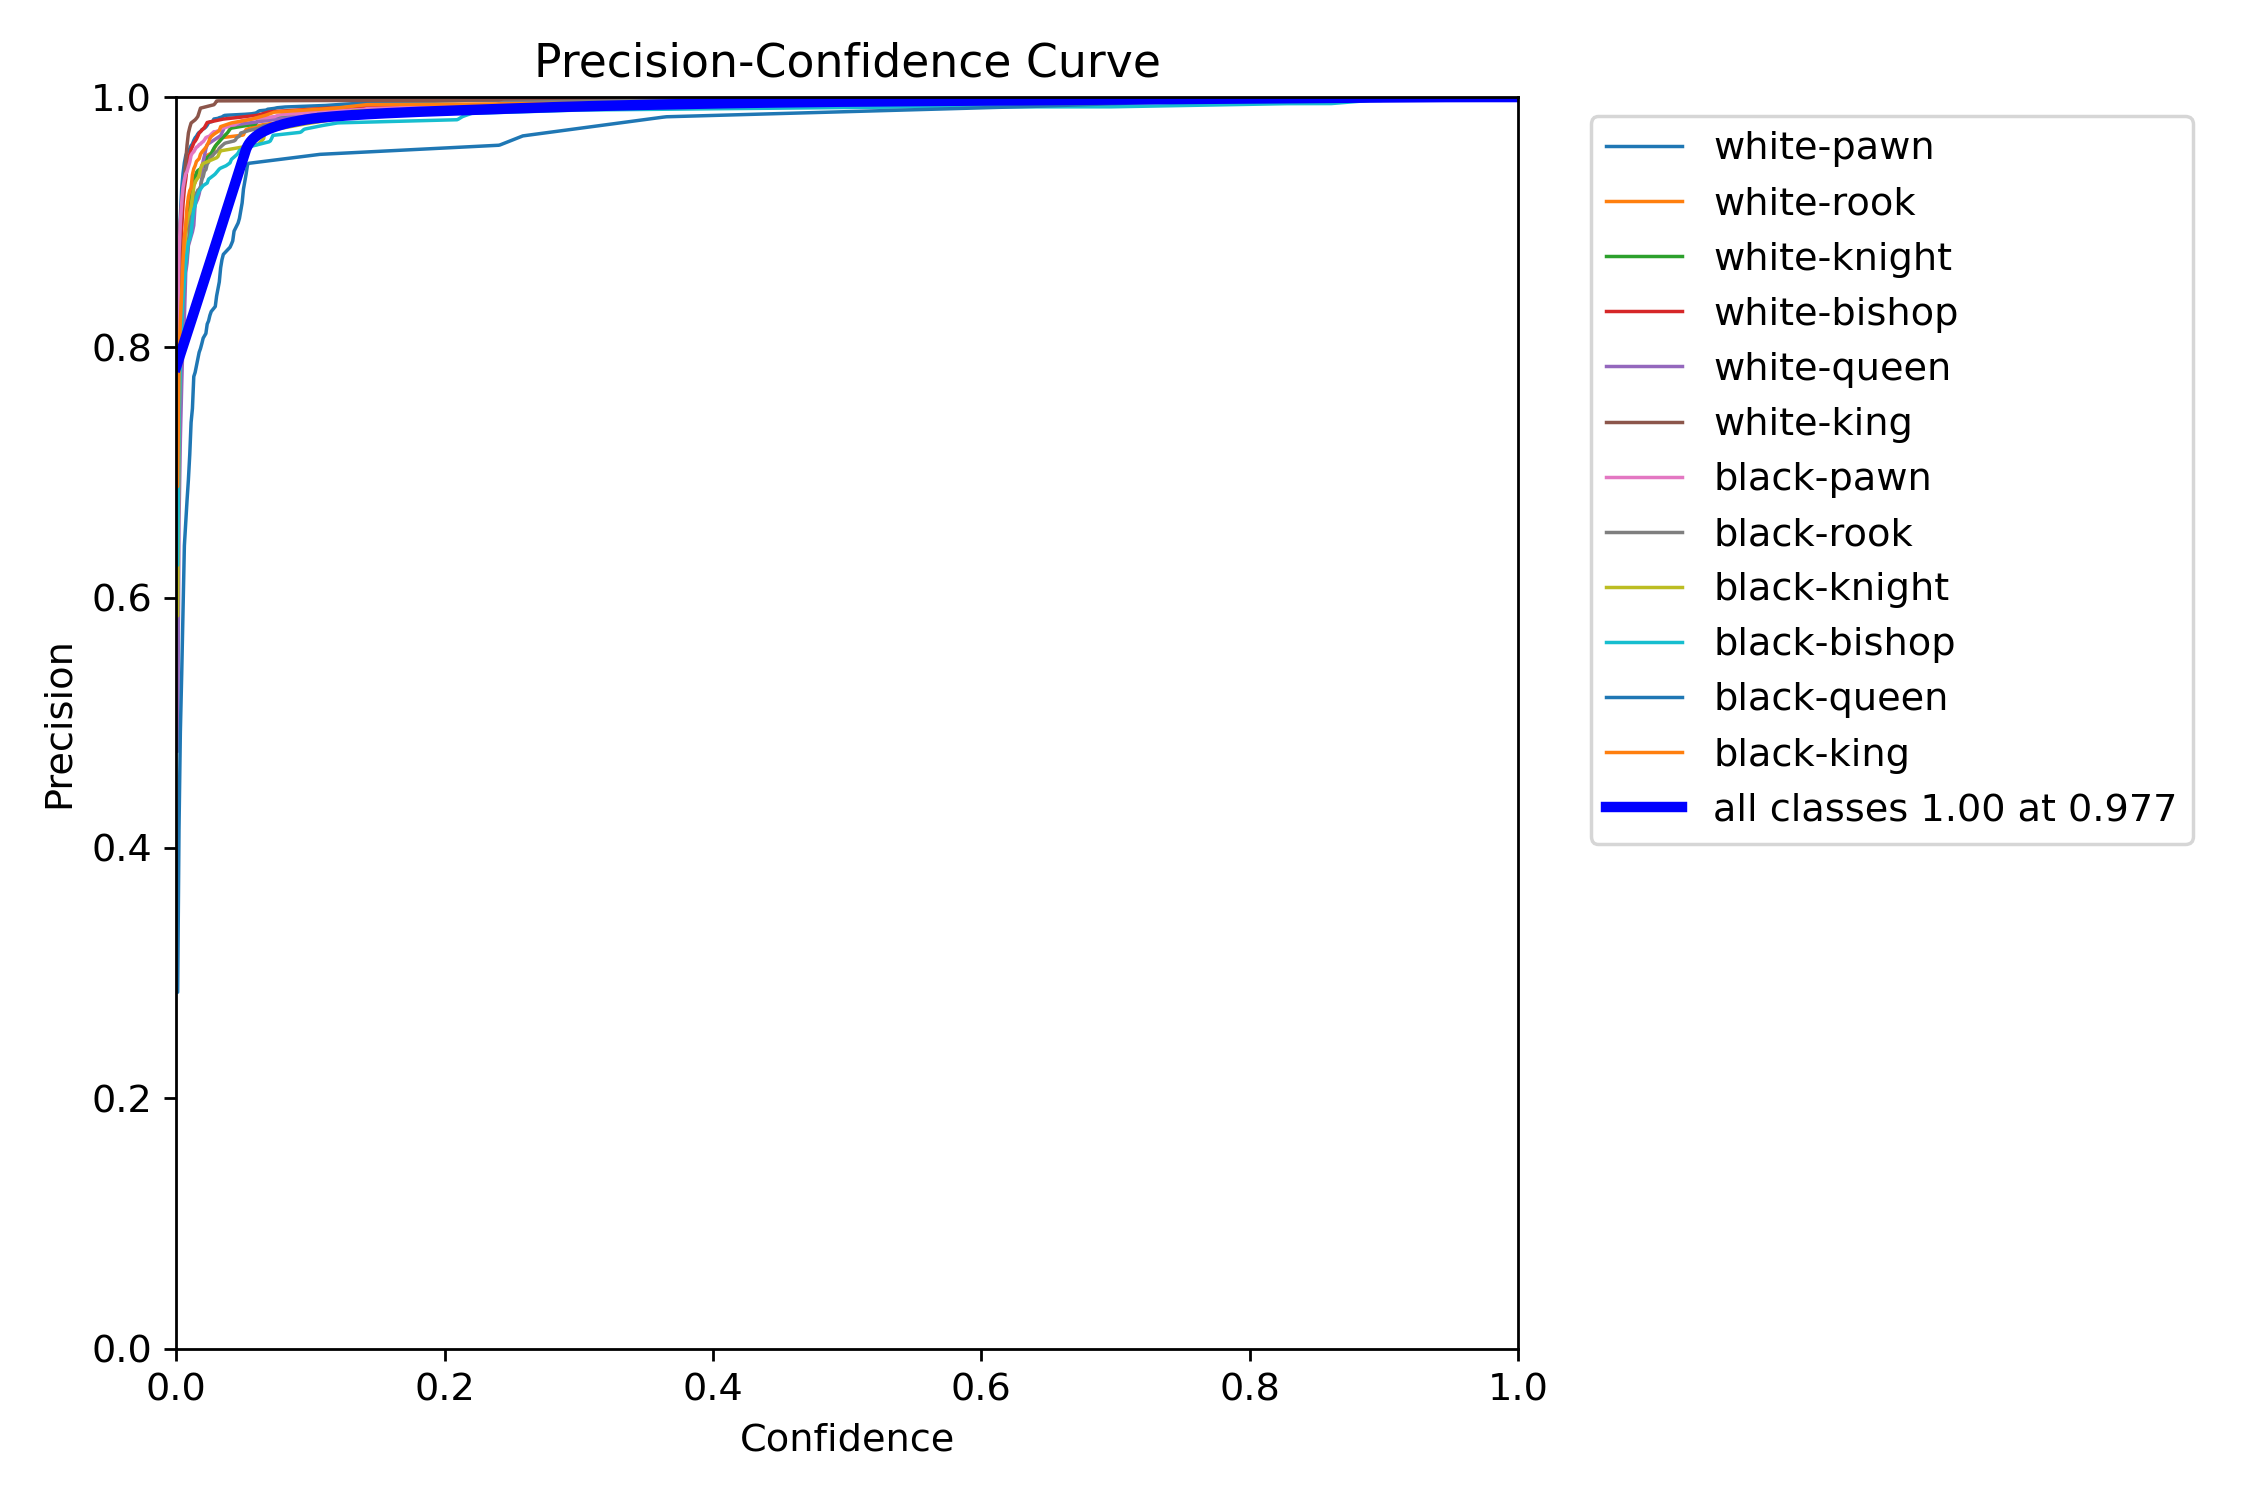 Precision-Confidence Curve
1.0
0.8
0.6
0.4
0.2
0.0
Precision
0.0 0.2 0.4 0.6 0.8 1.0
Confidence
white-pawn
white-rook
white-knight
white-bishop
white-queen
white-king
black-pawn
black-rook
black-knight
black-bishop
black-queen
black-king
all classes 1.00 at 0.977